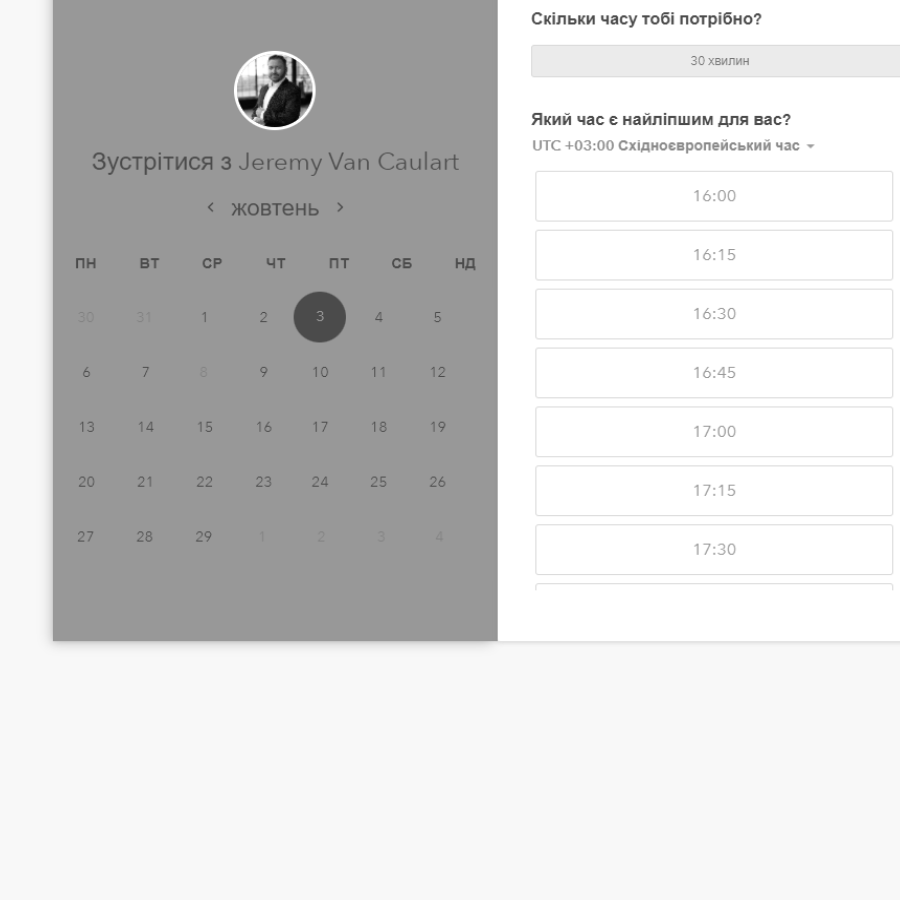 Зустрітися з Jeremy Van Caulart
жовтень
ПН ВТ СР ЧТ ПТ СБ НД
30 31 1 2 3 4 5
6 7 8 9 10 11 12
13 14 15 16 17 18 19
20 21 22 23 24 25 26
27 28 29 1 2 3 4
Скільки часу тобі потрібно?
30 хвилин
Який час є найліпшим для вас?
UTC +03:00 Східноєвропейський час
16:00
16:15
16:30
16:45
17:00
17:15
17:30